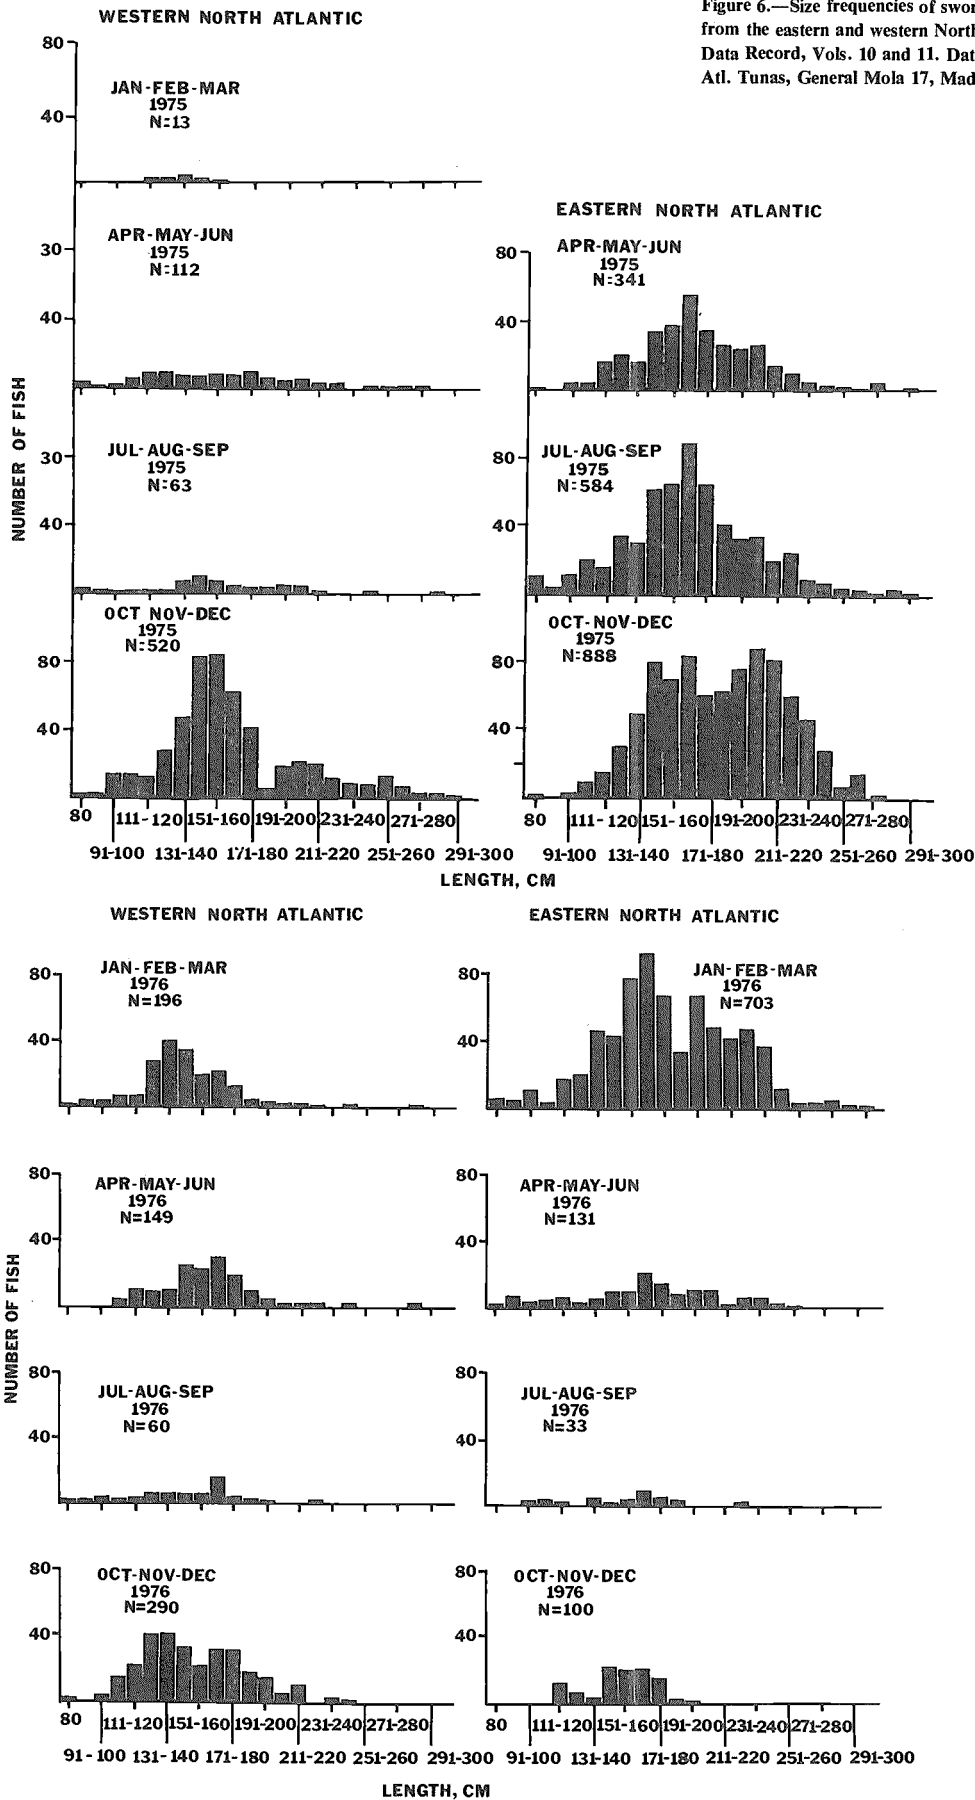 Figure 6.—Size frequencies of swor
from the eastern and western North
Data Record, Vols. 10 and 11. Dat
Atl. Tunas, General Mola 17, Mad
WESTERN NORTH ATLANTIC
80
40
JAN-FEB-MAR
1975
N=13
30
40
APR-MAY-JUN
1975
N=112
30
40
JUL-AUG-SEP
1975
N=63
80
40
OCT NOV-DEC
1975
N=520
80 111-120 151-160 191-200 231-240 271-280
91-100 131-140 171-180 211-220 251-260 291-300
EASTERN NORTH ATLANTIC
80
40
APR-MAY-JUN
1975
N=341
80
40
JUL-AUG-SEP
1975
N=584
80
40
OCT-NOV-DEC
1975
N=888
80 111-120 151-160 191-200 231-240 271-280
91-100 131-140 171-180 211-220 251-260 291-300
NUMBER OF FISH
LENGTH, CM
WESTERN NORTH ATLANTIC
80
40
JAN-FEB-MAR
1976
N=196
80
40
APR-MAY-JUN
1976
N=149
80
40
JUL-AUG-SEP
1976
N=60
80
40
OCT-NOV-DEC
1976
N=290
80 111-120 151-160 191-200 231-240 271-280
91-100 131-140 171-180 211-220 251-260 291-300
EASTERN NORTH ATLANTIC
80
40
JAN-FEB-MAR
1976
N=703
80
40
APR-MAY-JUN
1976
N=131
80
40
JUL-AUG-SEP
1976
N=33
80
40
OCT-NOV-DEC
1976
N=100
80 111-120 151-160 191-200 231-240 271-280
91-100 131-140 171-180 211-220 251-260 291-300
NUMBER OF FISH
LENGTH, CM